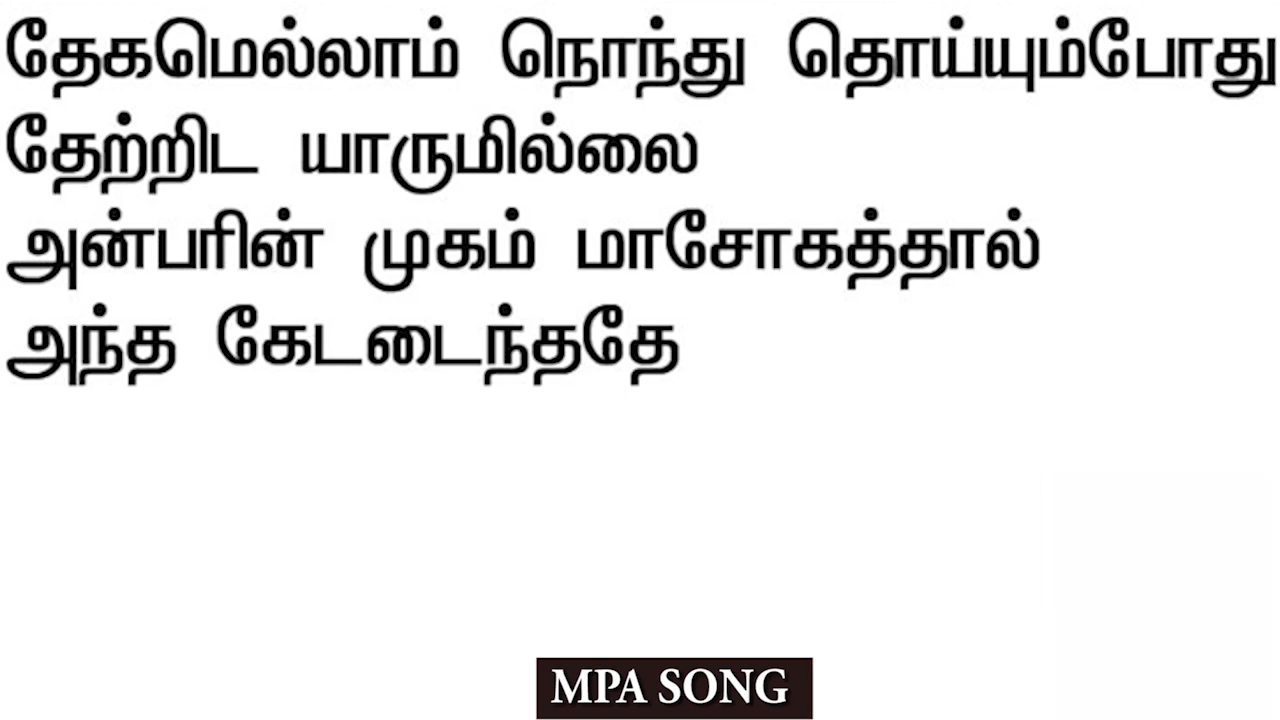 தேகமெல்லாம் நொந்து தொய்யும்போது
தேற்றிட யாருமில்லை
அன்பரின் முகம் மாசோகத்தால்
அந்த கேடடைந்ததே
MPA SONG